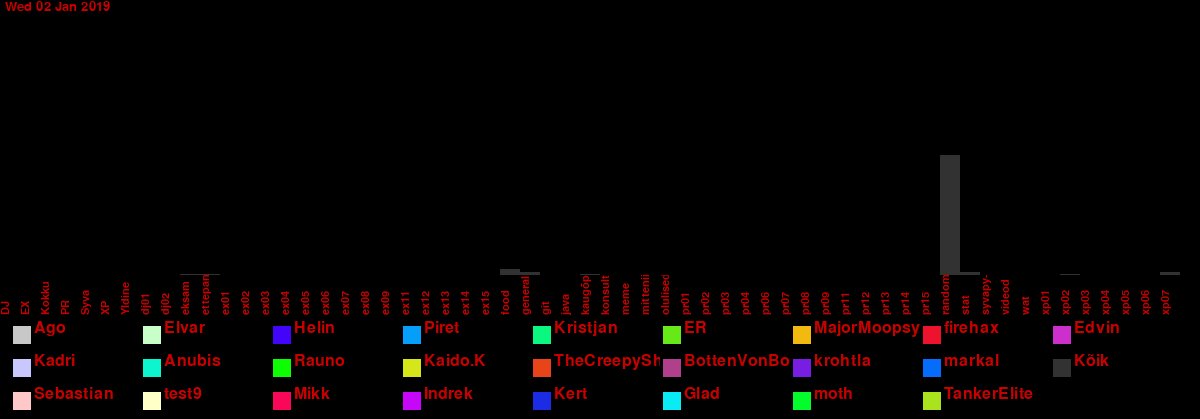 Wed 02 Jan 2019
DJ
EX
Kokku
PR
Syva
XP
Yldine
dj01
dj02
eksam
ettepan
ex01
ex02
ex03
ex04
ex05
ex06
ex07
ex08
ex09
ex11
ex12
ex13
ex14
ex15
food
general
git
java
kaugõp
konsult
meme
mittenii
olulised
pr01
pr02
pr03
pr04
pr06
pr07
pr08
pr09
pr11
pr12
pr13
pr14
pr15
random
stat
syvapy-
videod
wat
xp01
xp02
xp03
xp04
xp05
xp06
xp07
Ago Elvar Helin Piret Kristjan ER MajorMoopsy firehax Edvin
Kadri Anubis Rauno Kaido.K TheCreepySh BottenVonBo krohtla markal Kõik
Sebastian test9 Mikk Indrek Kert Glad moth TankerElite